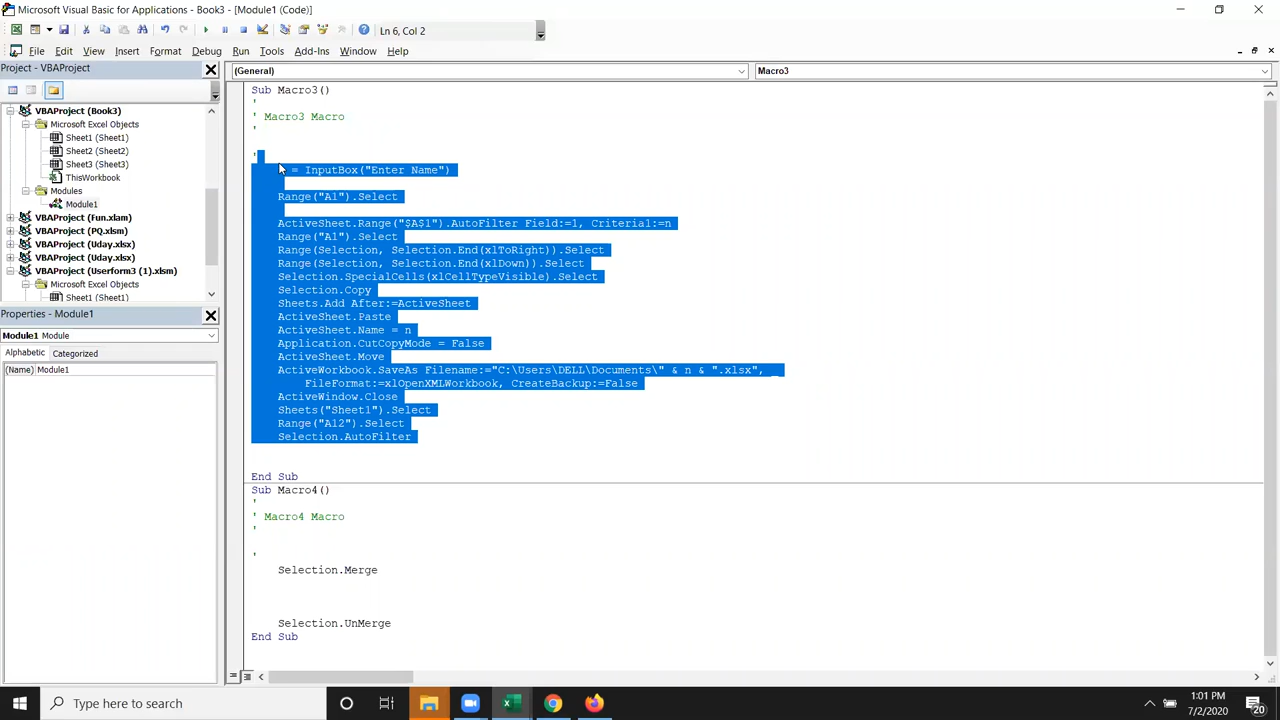 Microsoft Visual Basic for Applications - Book3 - [Module1 (Code)]
Ln 6, Col 2
File Edit View Insert Format Debug Run Tools Add-Ins Window Help
Project - VBAProject
(General)
Macro3
VBAProject (Book3)
Microsoft Excel Objects
Sheet1 (Sheet1)
Sheet2 (Sheet2)
Sheet3 (Sheet3)
ThisWorkbook
Modules
Module1
VBAProject (Fun.xlam)
VBAProject (PQ.xlsm)
VBAProject (Uday.xlsx)
VBAProject (Uday.xlsx)
VBAProject (Userform3 (1).xlsm)
Microsoft Excel Objects
Sheet1 (Sheet1)
Properties - Module1
Module1 Module
Alphabetic Categorized
(Name) Module1
Sub Macro3()
'
' Macro3 Macro
'
'
= InputBox("Enter Name")
Range("A1").Select
ActiveSheet.Range("$A$1").AutoFilter Field:=1, Criteria1:=n
Range("A1").Select
Range(Selection, Selection.End(xlToRight)).Select
Range(Selection, Selection.End(xlDown)).Select
Selection.SpecialCells(xlCellTypeVisible).Select
Selection.Copy
Sheets.Add After:=ActiveSheet
ActiveSheet.Paste
ActiveSheet.Name = n
Application.CutCopyMode = False
ActiveSheet.Move
ActiveWorkbook.SaveAs Filename:="C:\Users\DELL\Documents\" & n & ".xlsx", _
FileFormat:=xlOpenXMLWorkbook, CreateBackup:=False
ActiveWindow.Close
Sheets("Sheet1").Select
Range("A12").Select
Selection.AutoFilter
End Sub
Sub Macro4()
'
' Macro4 Macro
'
'
Selection.Merge
Selection.UnMerge
End Sub
Type here to search
1:01 PM
7/2/2020
20